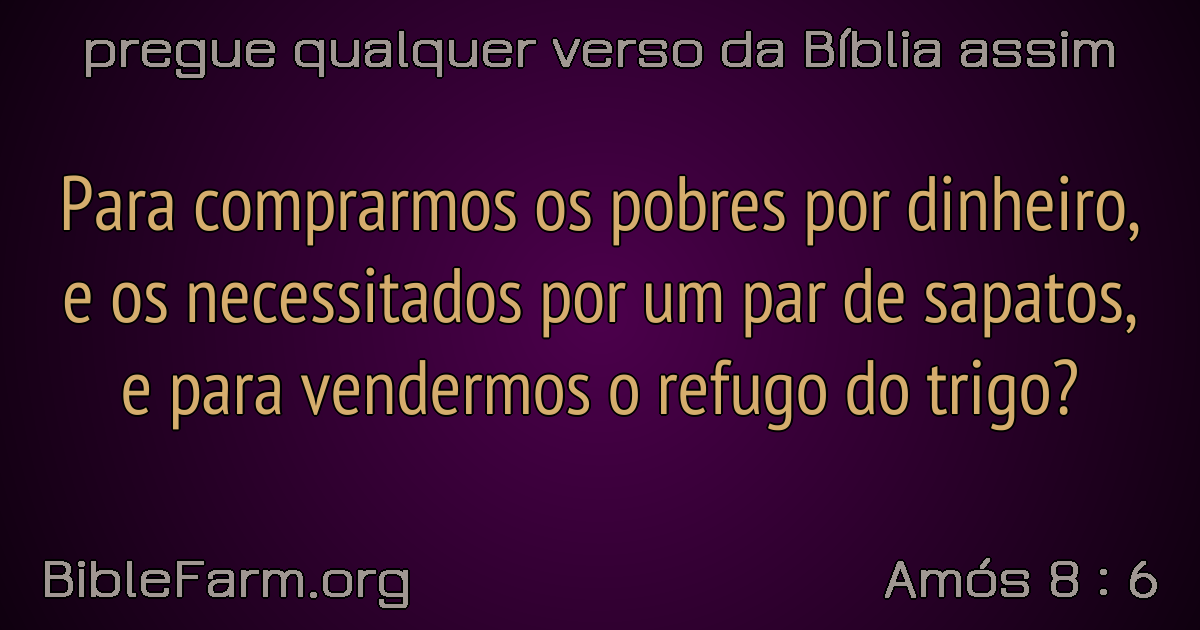 pregue qualquer verso da Bíblia assim
Para comprarmos os pobres por dinheiro,
e os necessitados por um par de sapatos,
e para vendermos o refugo do trigo?
BibleFarm.org
Amós 8 : 6